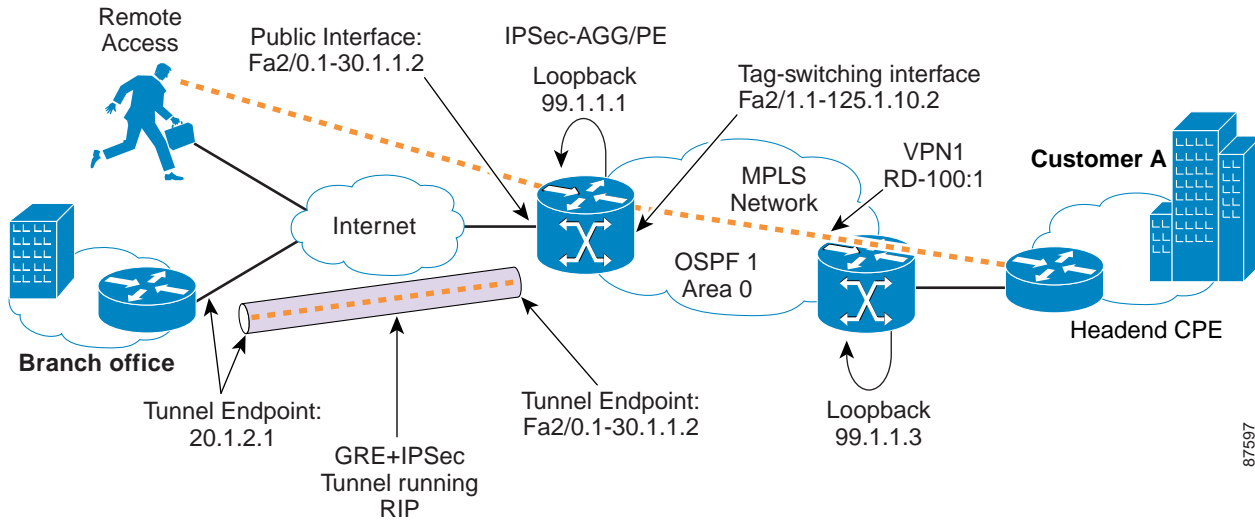 Remote
Access
Public Interface:
Fa2/0.1-30.1.1.2
IPSec-AGG/PE
Loopback
99.1.1.1
Tag-switching interface
Fa2/1.1-125.1.10.2
VPN1
RD-100:1
Customer A
MPLS
Network
Internet
OSPF 1
Area 0
Headend CPE
Branch office
Tunnel Endpoint:
20.1.2.1
Tunnel Endpoint:
Fa2/0.1-30.1.1.2
Loopback
99.1.1.3
GRE+IPSec
Tunnel running
RIP
87597